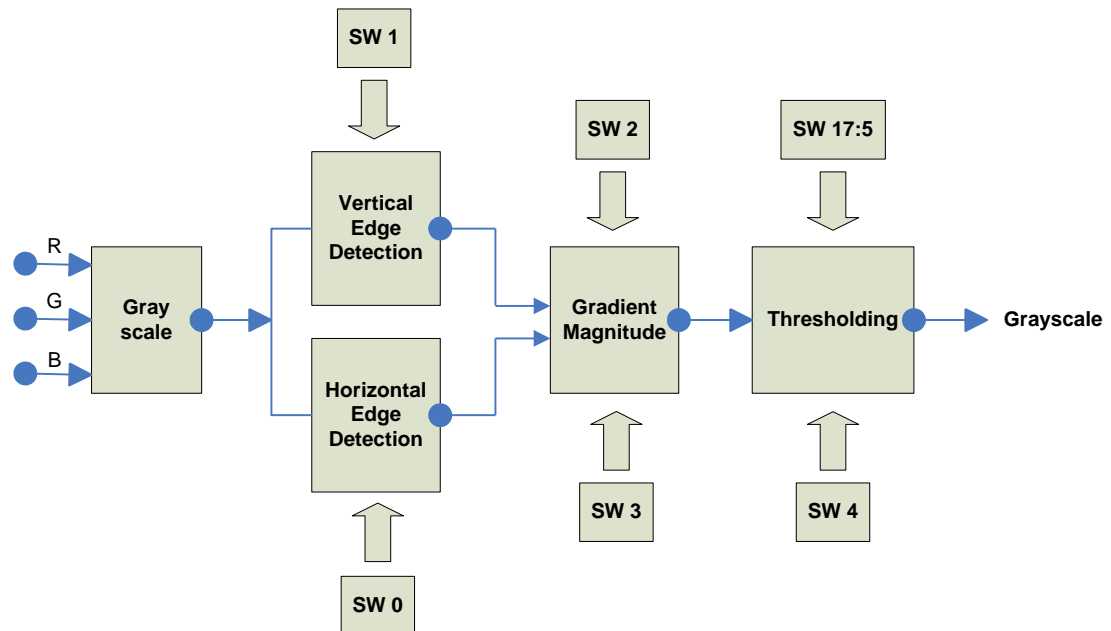 SW 1
SW 2
SW 17:5
Vertical
Edge
Detection
R
G
B
Gray
scale
Gradient
Magnitude
Thresholding
Grayscale
Horizontal
Edge
Detection
SW 3
SW 4
SW 0